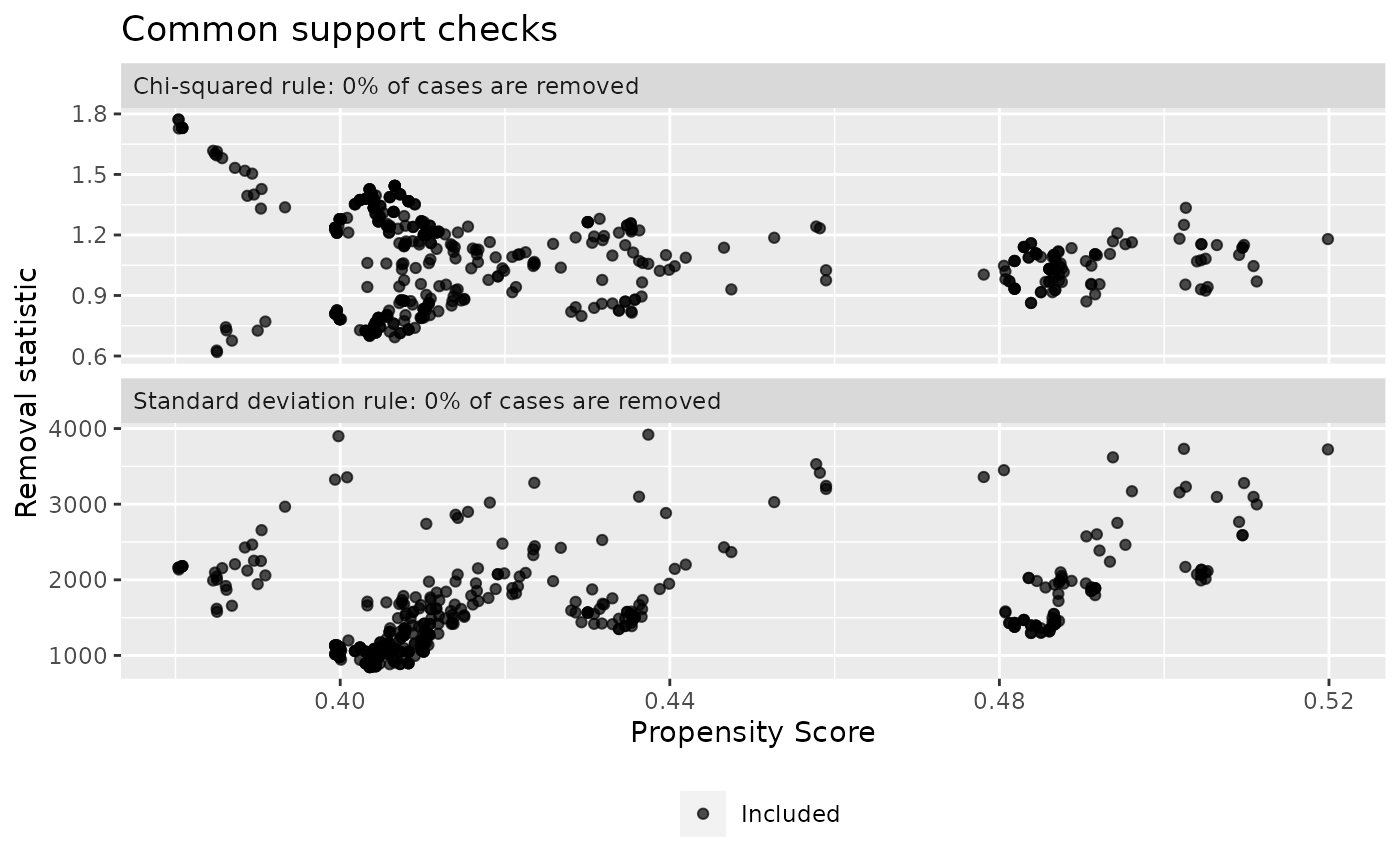 Common support checks
Chi-squared rule: 0% of cases are removed
1.8
1.5
1.2
0.9
0.6
Standard deviation rule: 0% of cases are removed
4000
3000
2000
1000
Removal statistic
0.40 0.44 0.48 0.52
Propensity Score
Included